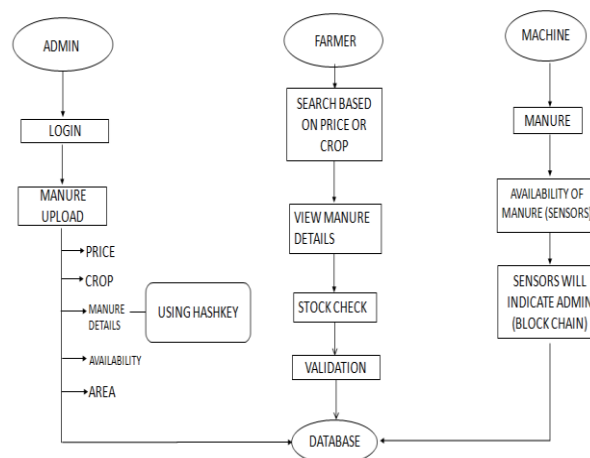 ADMIN
LOGIN
MANURE
UPLOAD
PRICE
CROP
MANURE
DETAILS
USING HASHKEY
AVAILABILITY
AREA
FARMER
SEARCH BASED
ON PRICE OR
CROP
VIEW MANURE
DETAILS
STOCK CHECK
VALIDATION
DATABASE
MACHINE
MANURE
AVAILABILITY OF
MANURE (SENSORS)
SENSORS WILL
INDICATE ADMIN
(BLOCK CHAIN)